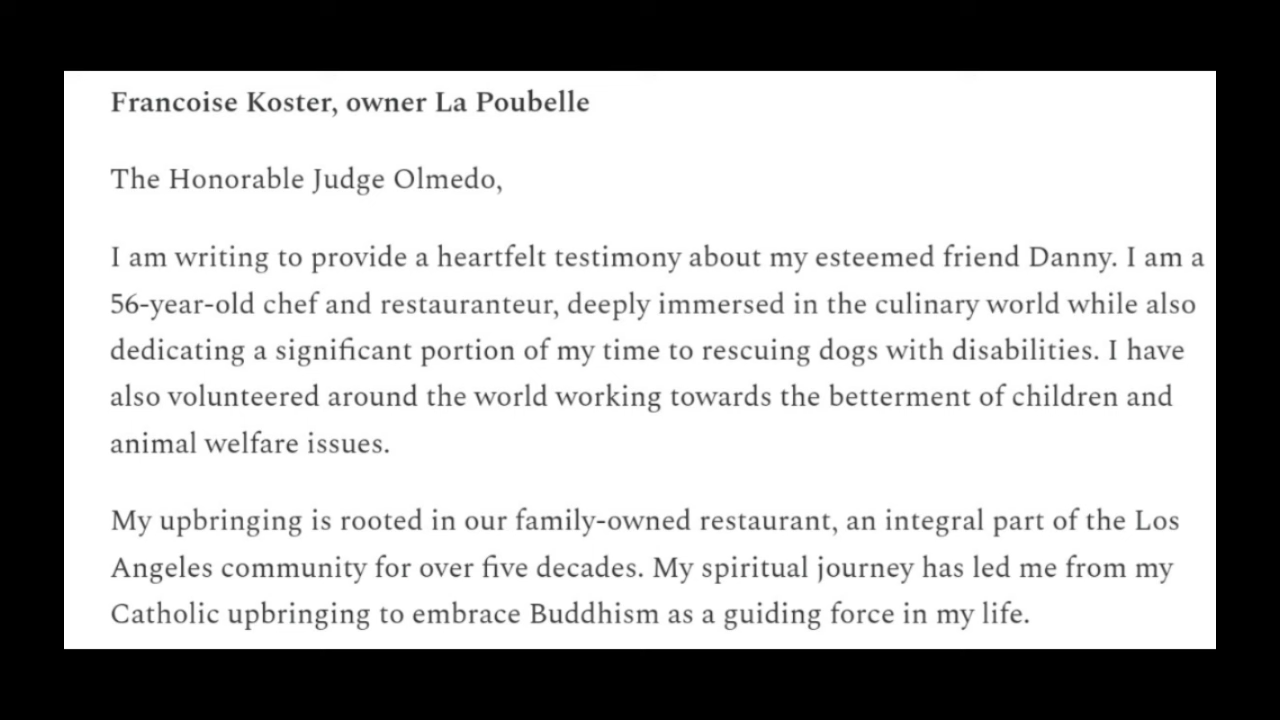 Francoise Koster, owner La Poubelle
The Honorable Judge Olmedo,
I am writing to provide a heartfelt testimony about my esteemed friend Danny. I am a
56-year-old chef and restauranteur, deeply immersed in the culinary world while also
dedicating a significant portion of my time to rescuing dogs with disabilities. I have
also volunteered around the world working towards the betterment of children and
animal welfare issues.
My upbringing is rooted in our family-owned restaurant, an integral part of the Los
Angeles community for over five decades. My spiritual journey has led me from my
Catholic upbringing to embrace Buddhism as a guiding force in my life.